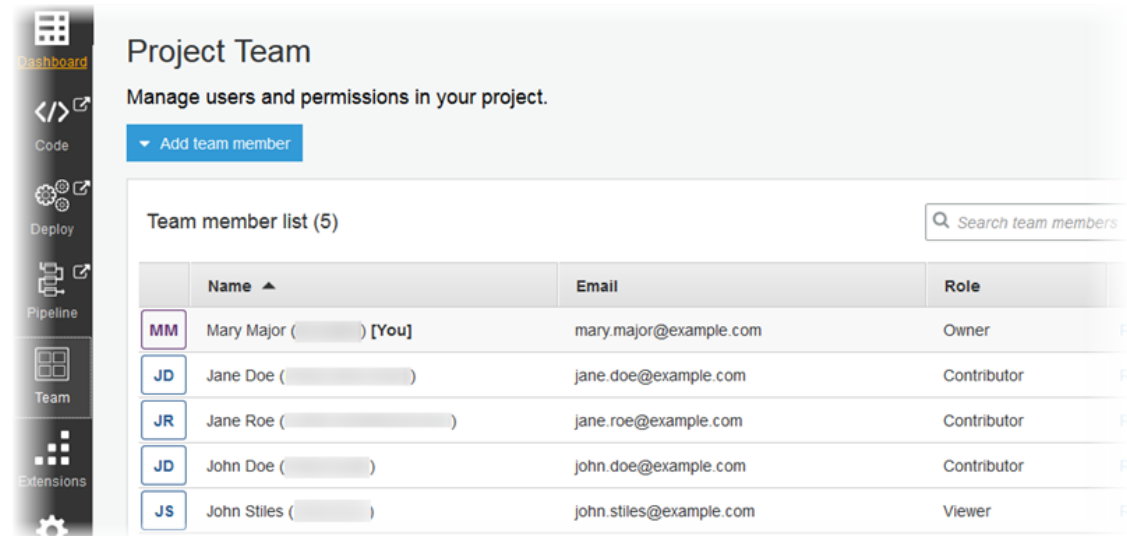 Dashboard
Code
Deploy
Pipeline
Team
Extensions
Project Team
Manage users and permissions in your project.
Add team member
Team member list (5)
Search team members
Name Email Role
MM Mary Major ( ) [You] mary.major@example.com Owner
JD Jane Doe ( ) jane.doe@example.com Contributor
JR Jane Roe ( ) jane.roe@example.com Contributor
JD John Doe ( ) john.doe@example.com Contributor
JS John Stiles ( ) john.stiles@example.com Viewer